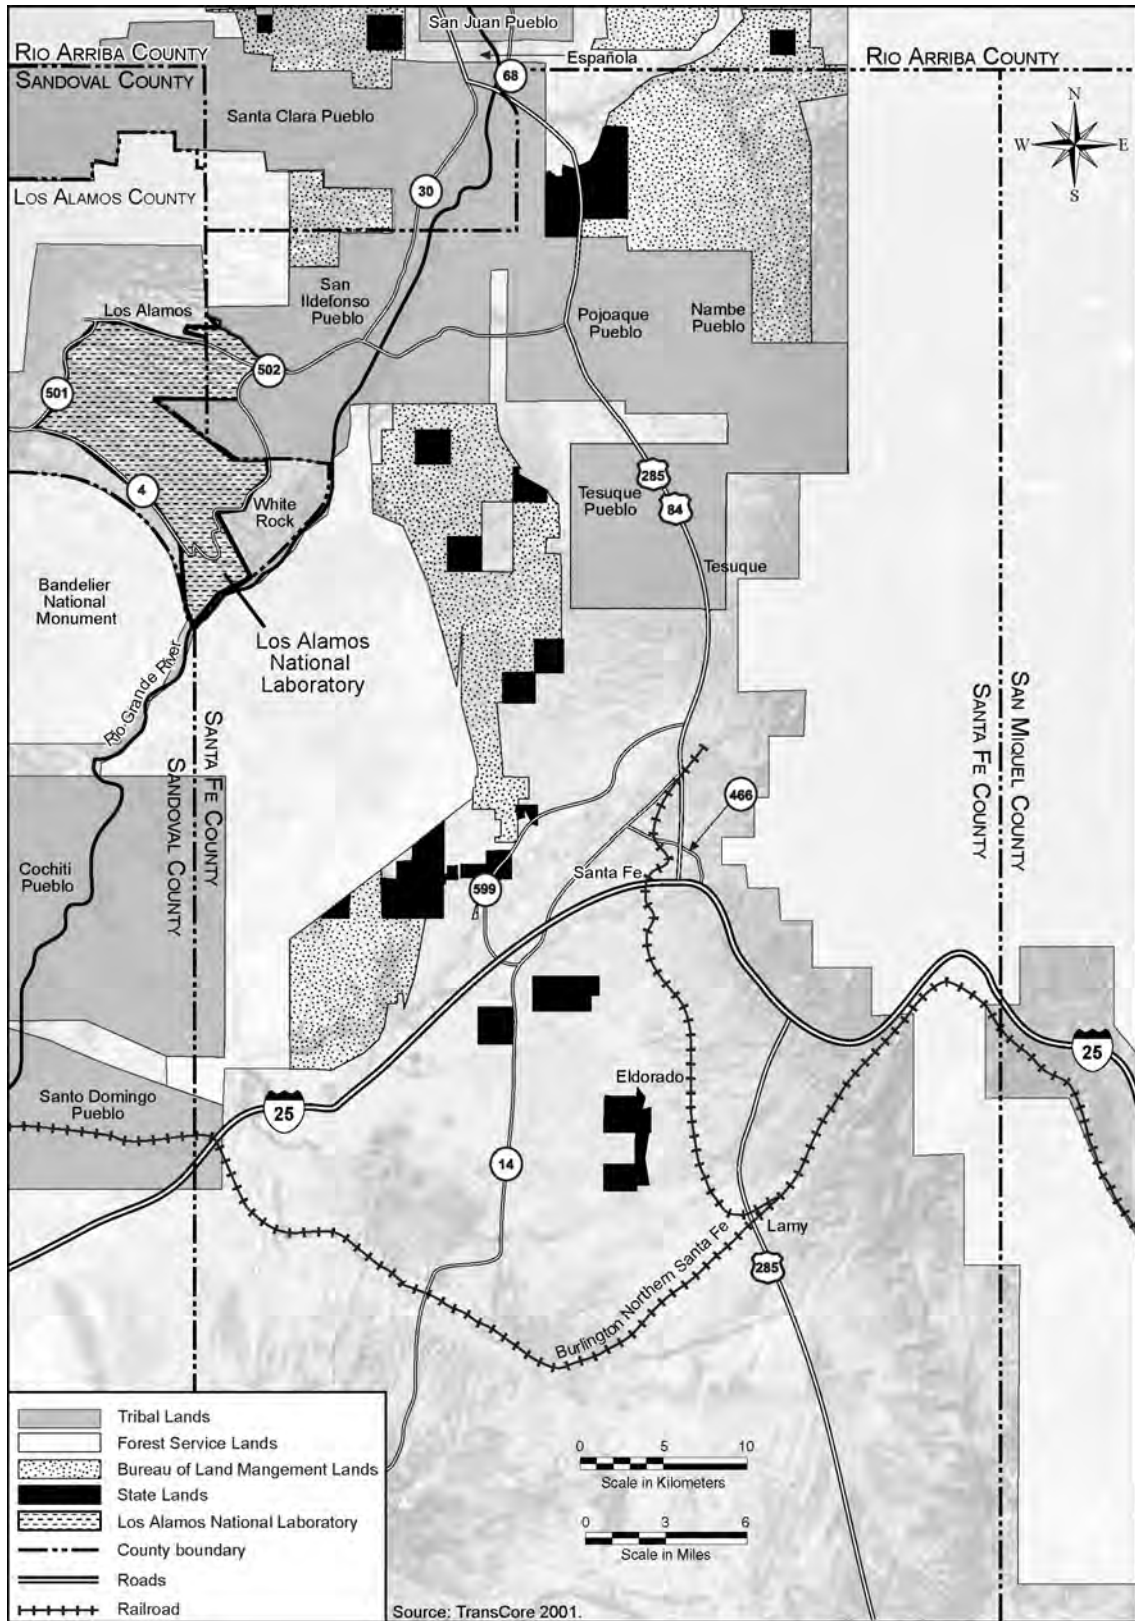 San Juan Pueblo
RIO ARRIBA COUNTY
SANDOVAL COUNTY
Española
RIO ARRIBA COUNTY
68
N
W
E
S
Santa Clara Pueblo
30
LOS ALAMOS COUNTY
San
Ildefonso
Pueblo
Los Alamos
Pojoaque
Pueblo
Nambe
Pueblo
502
501
4
White
Rock
285
84
Tesuque
Pueblo
Tesuque
Bandelier
National
Monument
Los Alamos
National
Laboratory
Rio Grande River
SANTA FE COUNTY
SANDOVAL COUNTY
SAN MIQUEL COUNTY
SANTA FE COUNTY
466
Cochiti
Pueblo
Santa Fe
599
25
Santo Domingo
Pueblo
25
Eldorado
14
Lamy
285
Burlington Northern Santa Fe
Tribal Lands
Forest Service Lands
Bureau of Land Mangement Lands
State Lands
Los Alamos National Laboratory
County boundary
Roads
Railroad
0 5 10
Scale in Kilometers
0 3 6
Scale in Miles
Source: TransCore 2001.